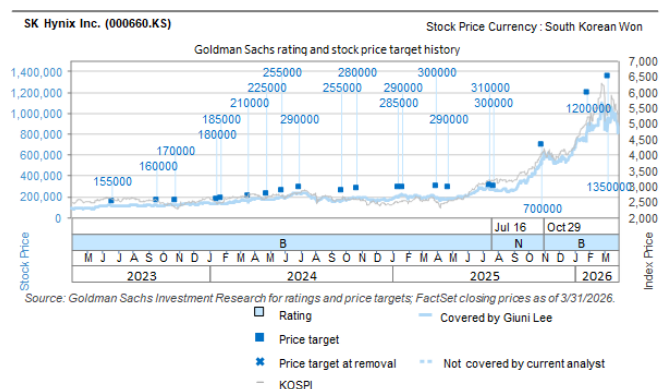 SK Hynix Inc. (000660.KS)
Stock Price Currency : South Korean Won
Goldman Sachs rating and stock price target history
255000 280000 300000
225000 255000 290000 310000
210000 285000 300000
185000 290000 290000
180000
170000
160000
155000
1200000
1350000
700000
1,400,000
1,200,000
1,000,000
800,000
600,000
400,000
200,000
0
7,000
6,500
6,000
5,500
5,000
4,500
4,000
3,500
3,000
2,500
2,000
Stock Price
Index Price
Jul 16 Oct 29
B N B
M J J A S O N D J F M A M J J A S O N D J F M A M J J A S O N D J F M
2023 2024 2025 2026
Source: Goldman Sachs Investment Research for ratings and price targets; FactSet closing prices as of 3/31/2026.
Rating
Covered by Giuni Lee
Price target
Price target at removal
Not covered by current analyst
KOSPI